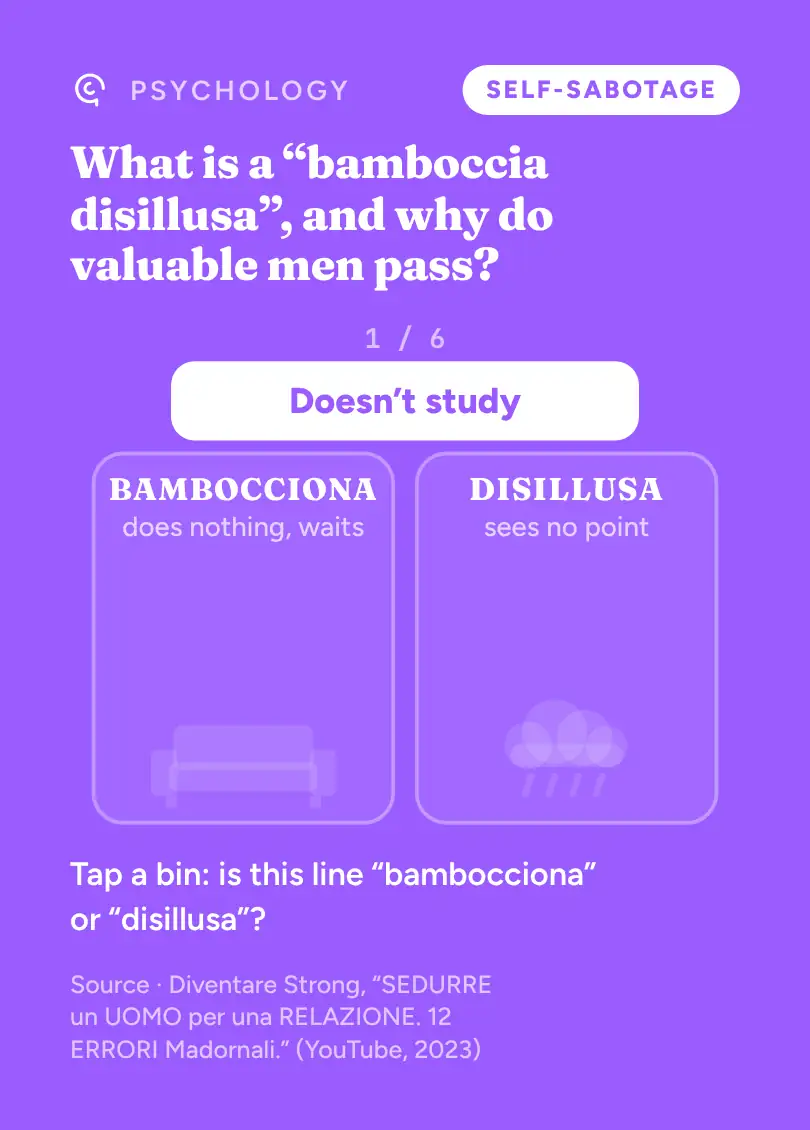 PSYCHOLOGY
SELF-SABOTAGE
What is a “bamboccia
disillusa”, and why do
valuable men pass?
1 / 6
Doesn’t study
BAMBOCCIONA
does nothing, waits
DISILLUSA
sees no point
Tap a bin: is this line “bambocciona”
or “disillusa”?
Source · Diventare Strong, “SEDURRE
un UOMO per una RELAZIONE. 12
ERRORI Madornali.” (YouTube, 2023)